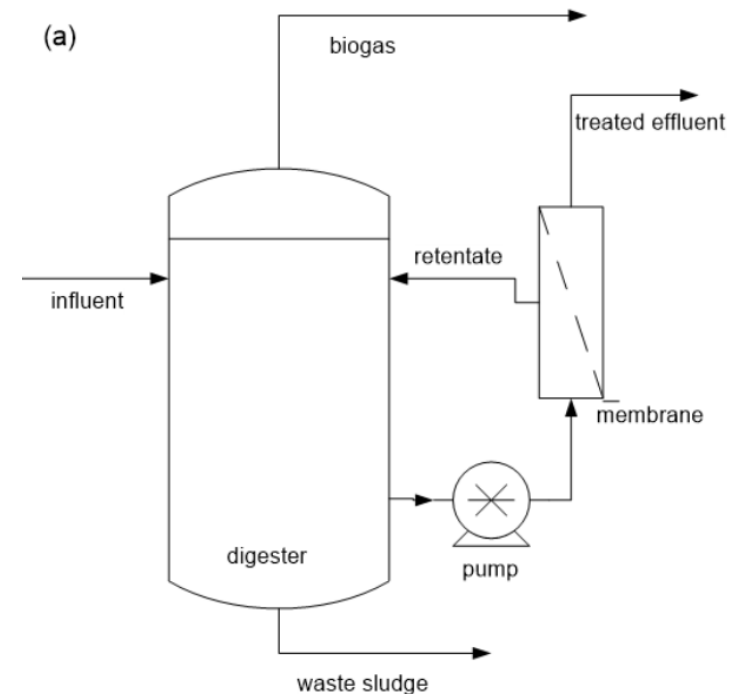 (a)
biogas
treated effluent
retentate
influent
membrane
digester
pump
waste sludge